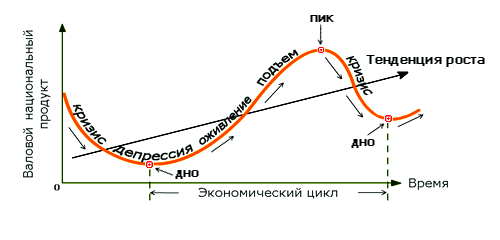 пик
Валовой национальный
продукт
кризис
депрессия
оживление
подъем
кризис
Тенденция роста
дно
дно
0
Экономический цикл
Время